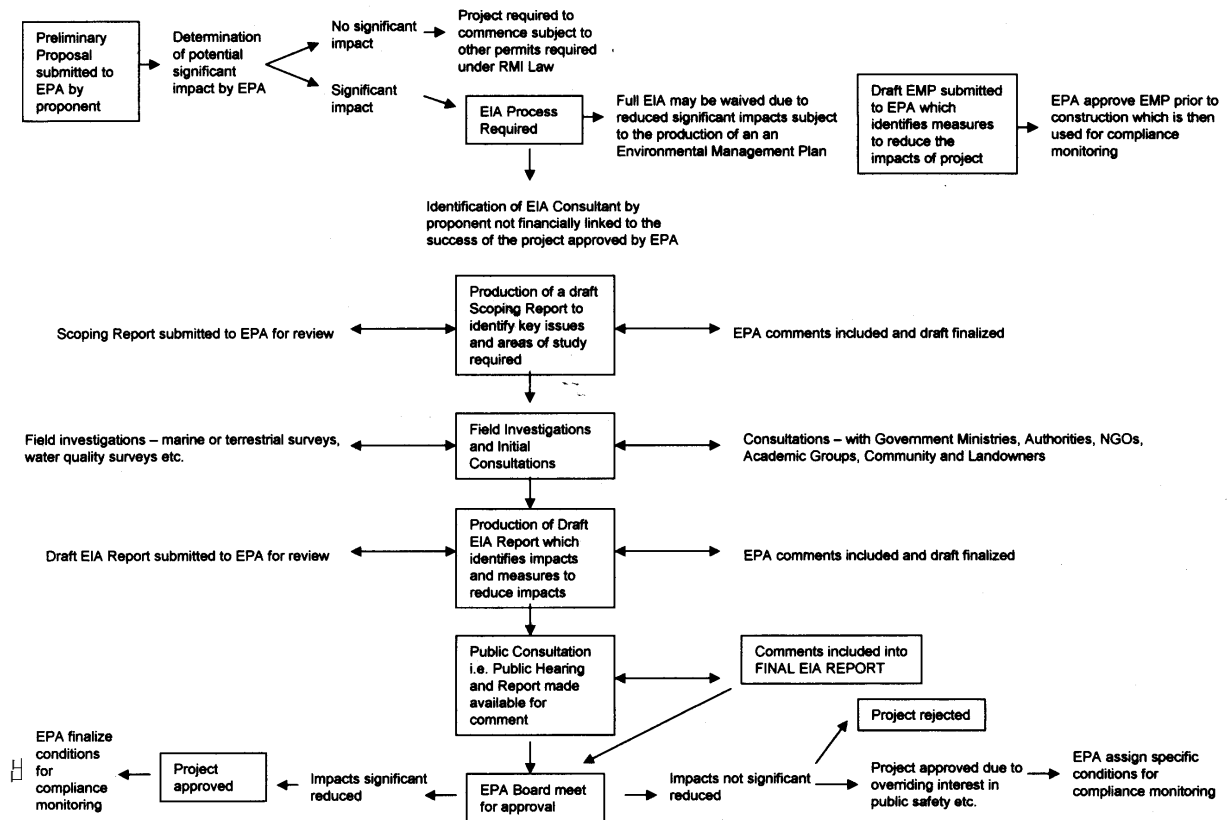 Preliminary
Proposal
submitted to
EPA by
proponent
Determination
of potential
significant
impact by EPA
No significant
impact
Project required to
commence subject to
other permits required
under RMI Law
Significant
impact
EIA Process
Required
Full EIA may be waived due to
reduced significant impacts subject
to the production of an an
Environmental Management Plan
Draft EMP submitted
to EPA which
identifies measures
to reduce the
impacts of project
EPA approve EMP prior to
construction which is then
used for compliance
monitoring
Identification of EIA Consultant by
proponent not financially linked to the
success of the project approved by EPA
Scoping Report submitted to EPA for review
Production of a draft
Scoping Report to
identify key issues
and areas of study
required
EPA comments included and draft finalized
Field investigations – marine or terrestrial surveys,
water quality surveys etc.
Field Investigations
and Initial
Consultations
Consultations – with Government Ministries, Authorities, NGOs,
Academic Groups, Community and Landowners
Draft EIA Report submitted to EPA for review
Production of Draft
EIA Report which
identifies impacts
and measures to
reduce impacts
EPA comments included and draft finalized
Public Consultation
i.e. Public Hearing
and Report made
available for
comment
Comments included into
FINAL EIA REPORT
Project rejected
EPA finalize
conditions
for
compliance
monitoring
Project
approved
Impacts significant
reduced
EPA Board meet
for approval
Impacts not significant
reduced
Project approved due to
overriding interest in
public safety etc.
EPA assign specific
conditions for
compliance monitoring